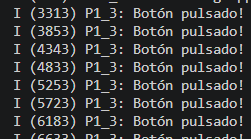 I (3313) P1_3: Botón pulsado!
I (3853) P1_3: Botón pulsado!
I (4343) P1_3: Botón pulsado!
I (4833) P1_3: Botón pulsado!
I (5253) P1_3: Botón pulsado!
I (5723) P1_3: Botón pulsado!
I (6183) P1_3: Botón pulsado!
I (6633) P1_3: Botón pulsado!